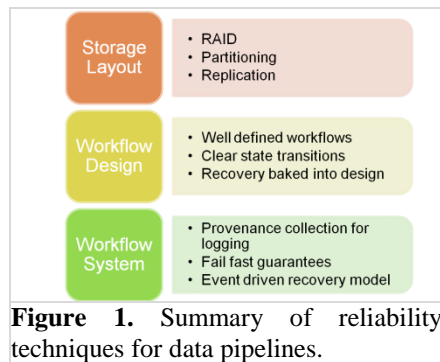 Storage
Layout
• RAID
• Partitioning
• Replication
Workflow
Design
• Well defined workflows
• Clear state transitions
• Recovery baked into design
Workflow
System
• Provenance collection for
logging
• Fail fast guarantees
• Event driven recovery model
Figure 1. Summary of reliability
techniques for data pipelines.